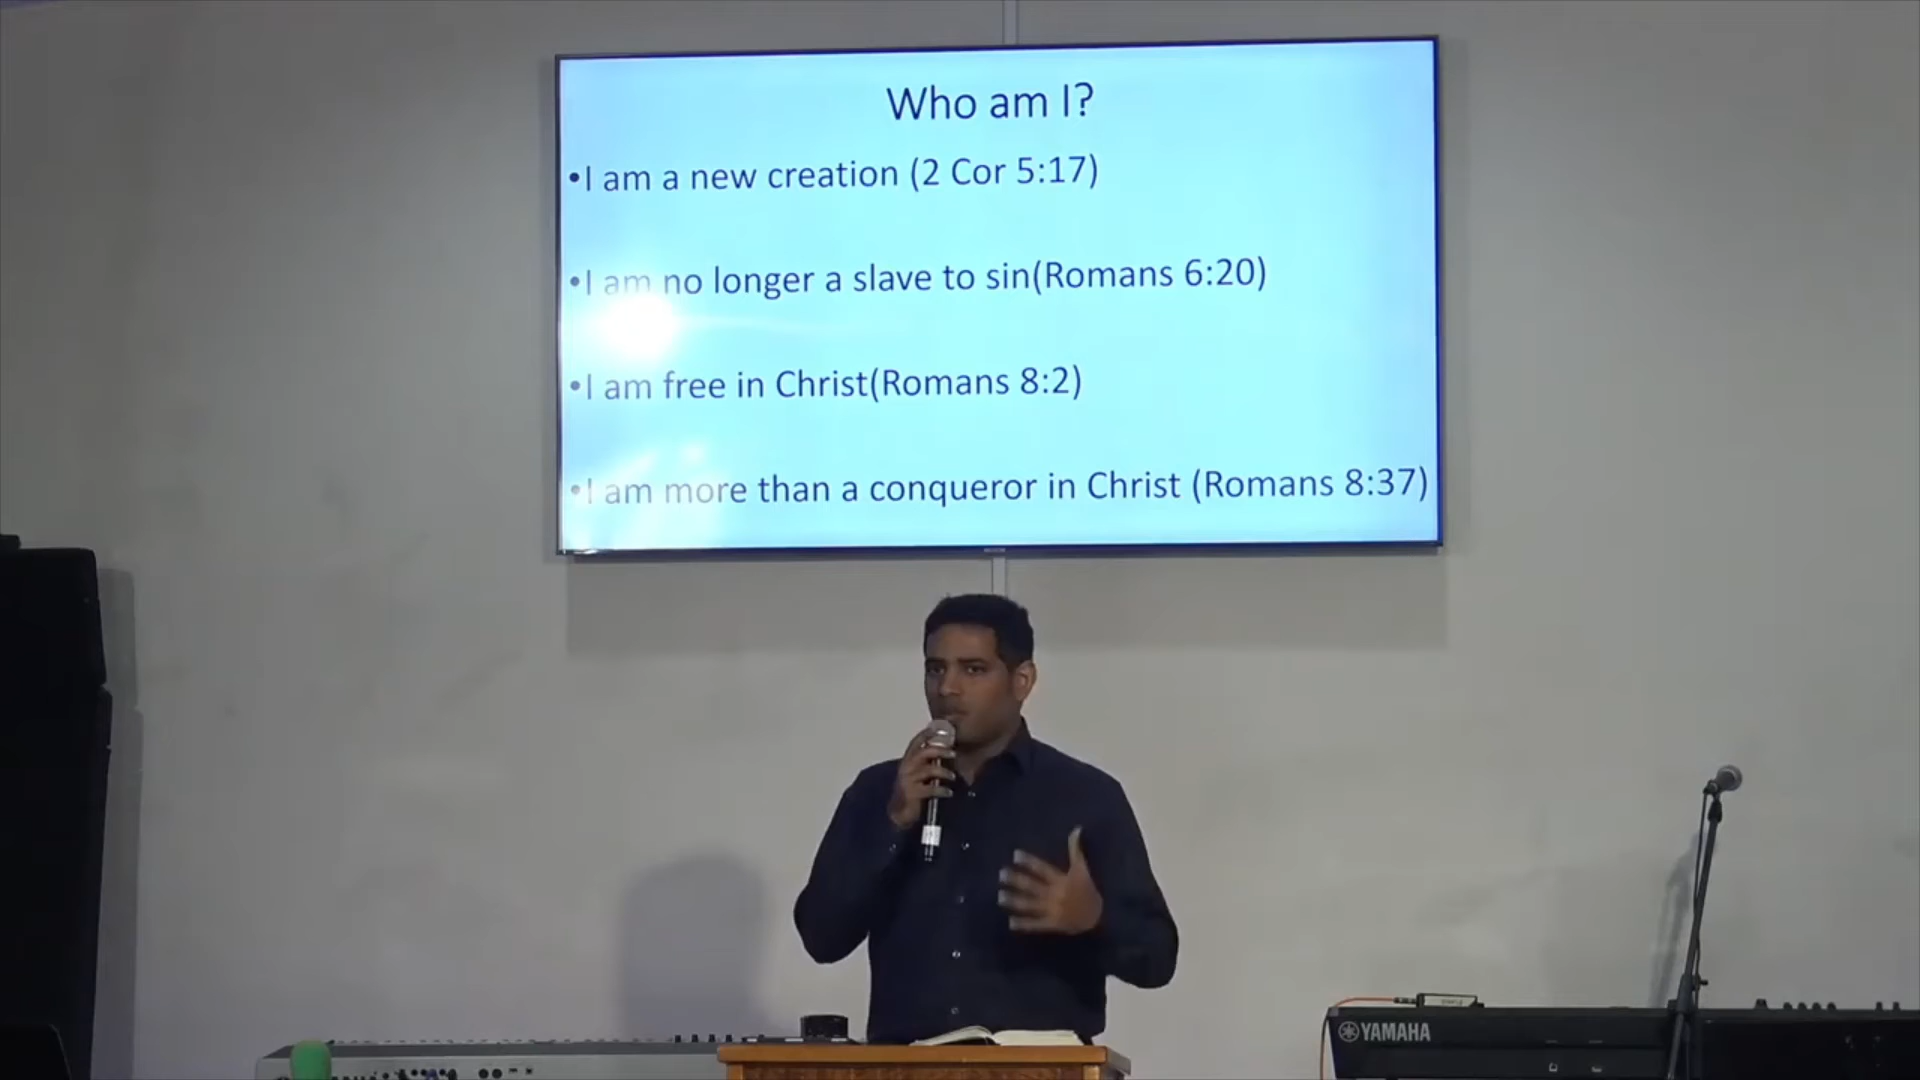 Who am I?
•I am a new creation (2 Cor 5:17)
•I am no longer a slave to sin(Romans 6:20)
•I am free in Christ(Romans 8:2)
•I am more than a conqueror in Christ (Romans 8:37)
YAMAHA